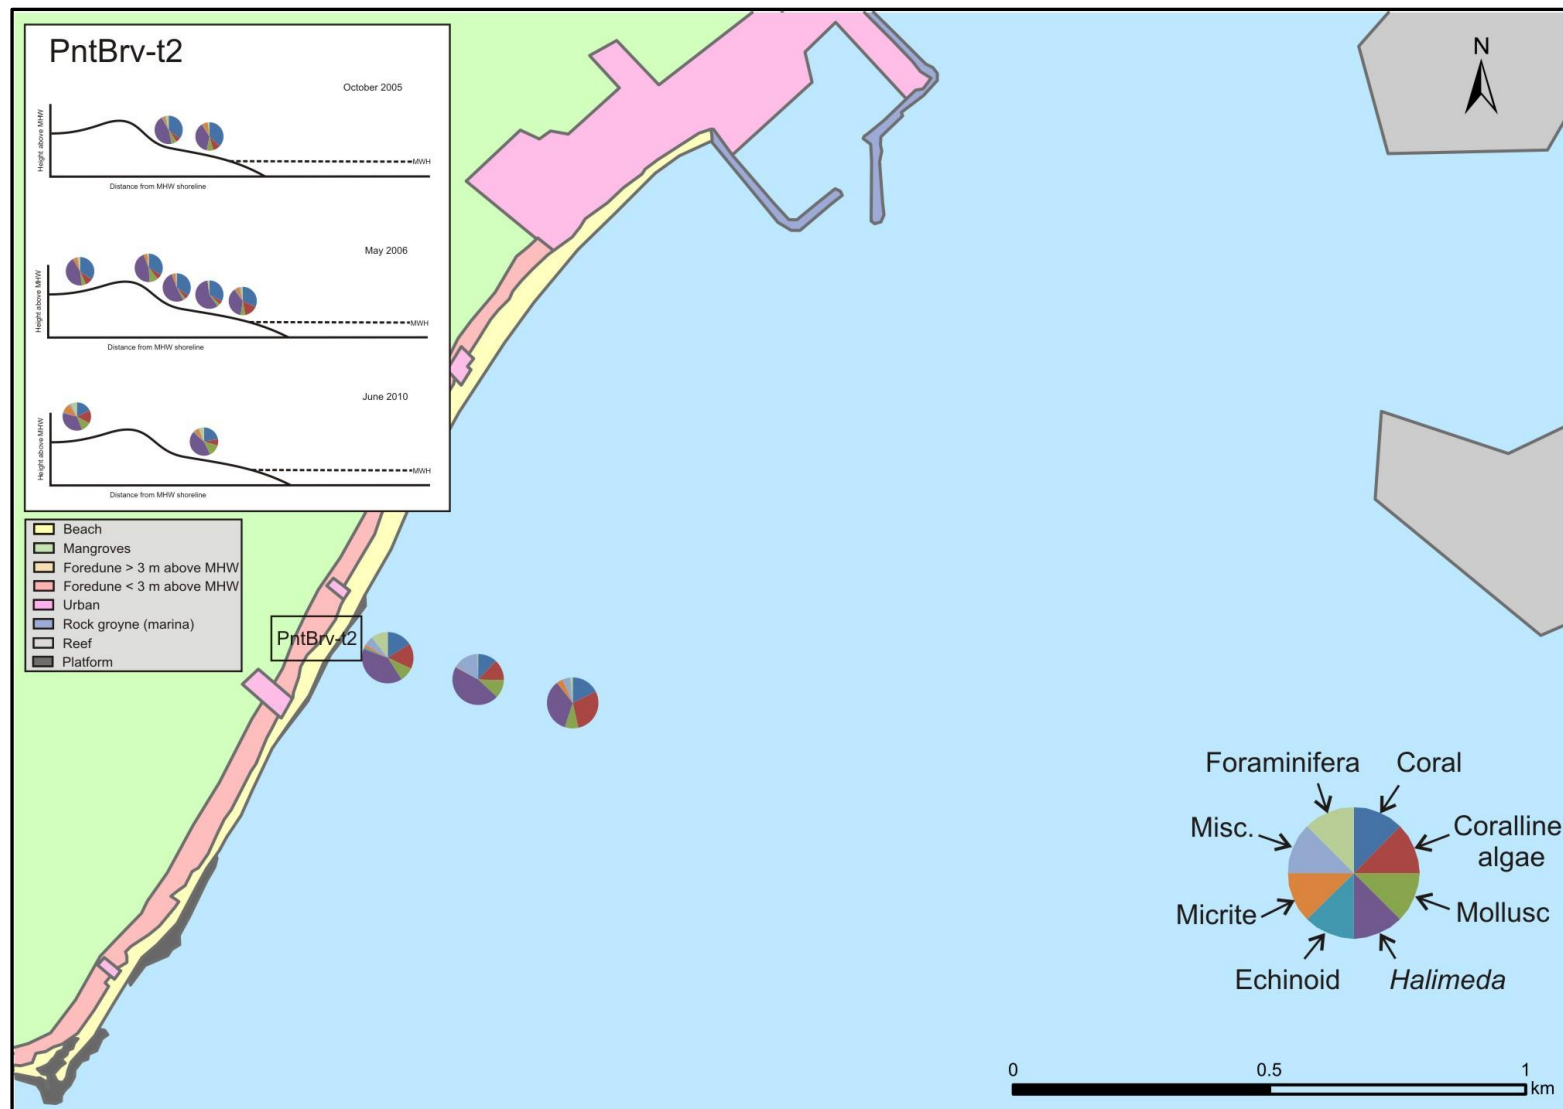 PntBrv-t2
October 2005
Height above MHW
MWH
Distance from MHW shoreline
May 2006
Height above MHW
MWH
Distance from MHW shoreline
June 2010
Height above MHW
MWH
Distance from MHW shoreline
Beach
Mangroves
Foredune > 3 m above MHW
Foredune < 3 m above MHW
Urban
Rock groyne (marina)
Reef
Platform
PntBrv-t2
N
Foraminifera
Coral
Misc.
Coralline
algae
Micrite
Mollusc
Echinoid
Halimeda
0 0.5 1
km